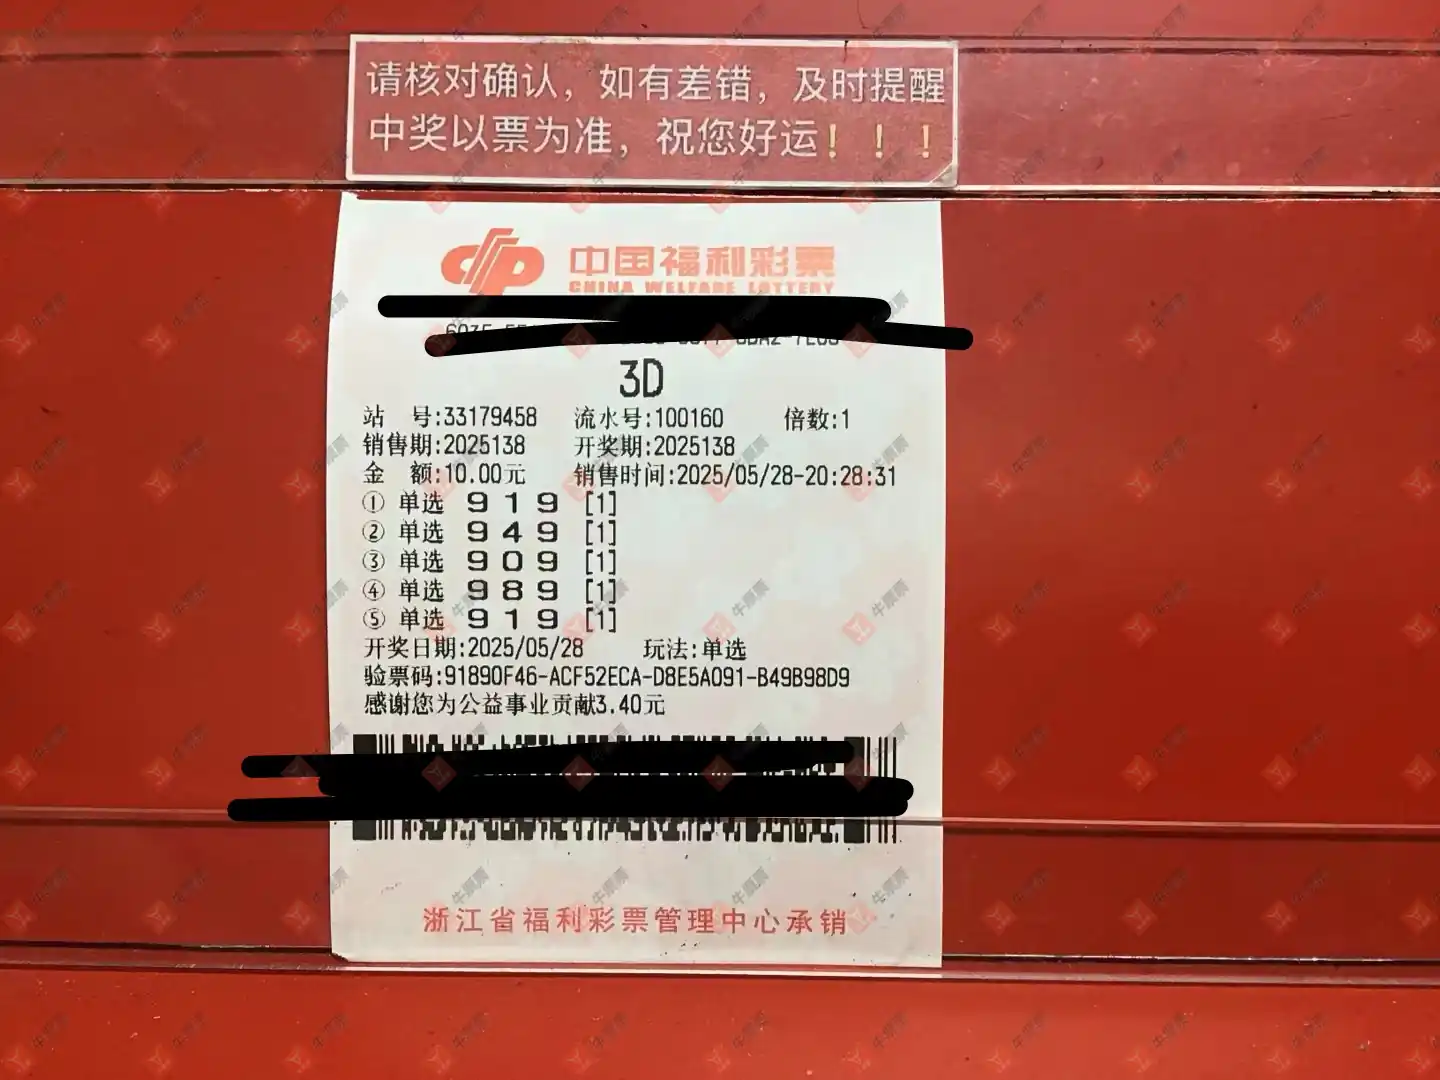 请核对确认，如有差错，及时提醒
中奖以票为准，祝您好运！！！
中国福利彩票
CHINA WELFARE LOTTERY
3D
站 号:33179458 流水号:100160 倍数:1
销售期:2025138 开奖期:2025138
金 额:10.00元 销售时间:2025/05/28-20:28:31
① 单选 9 1 9 [1]
② 单选 9 4 9 [1]
③ 单选 9 0 9 [1]
④ 单选 9 8 9 [1]
⑤ 单选 9 1 9 [1]
开奖日期:2025/05/28 玩法:单选
验票码:91890F46-ACF52ECA-D8E5A091-B49B98D9
感谢您为公益事业贡献3.40元
浙江省福利彩票管理中心承销